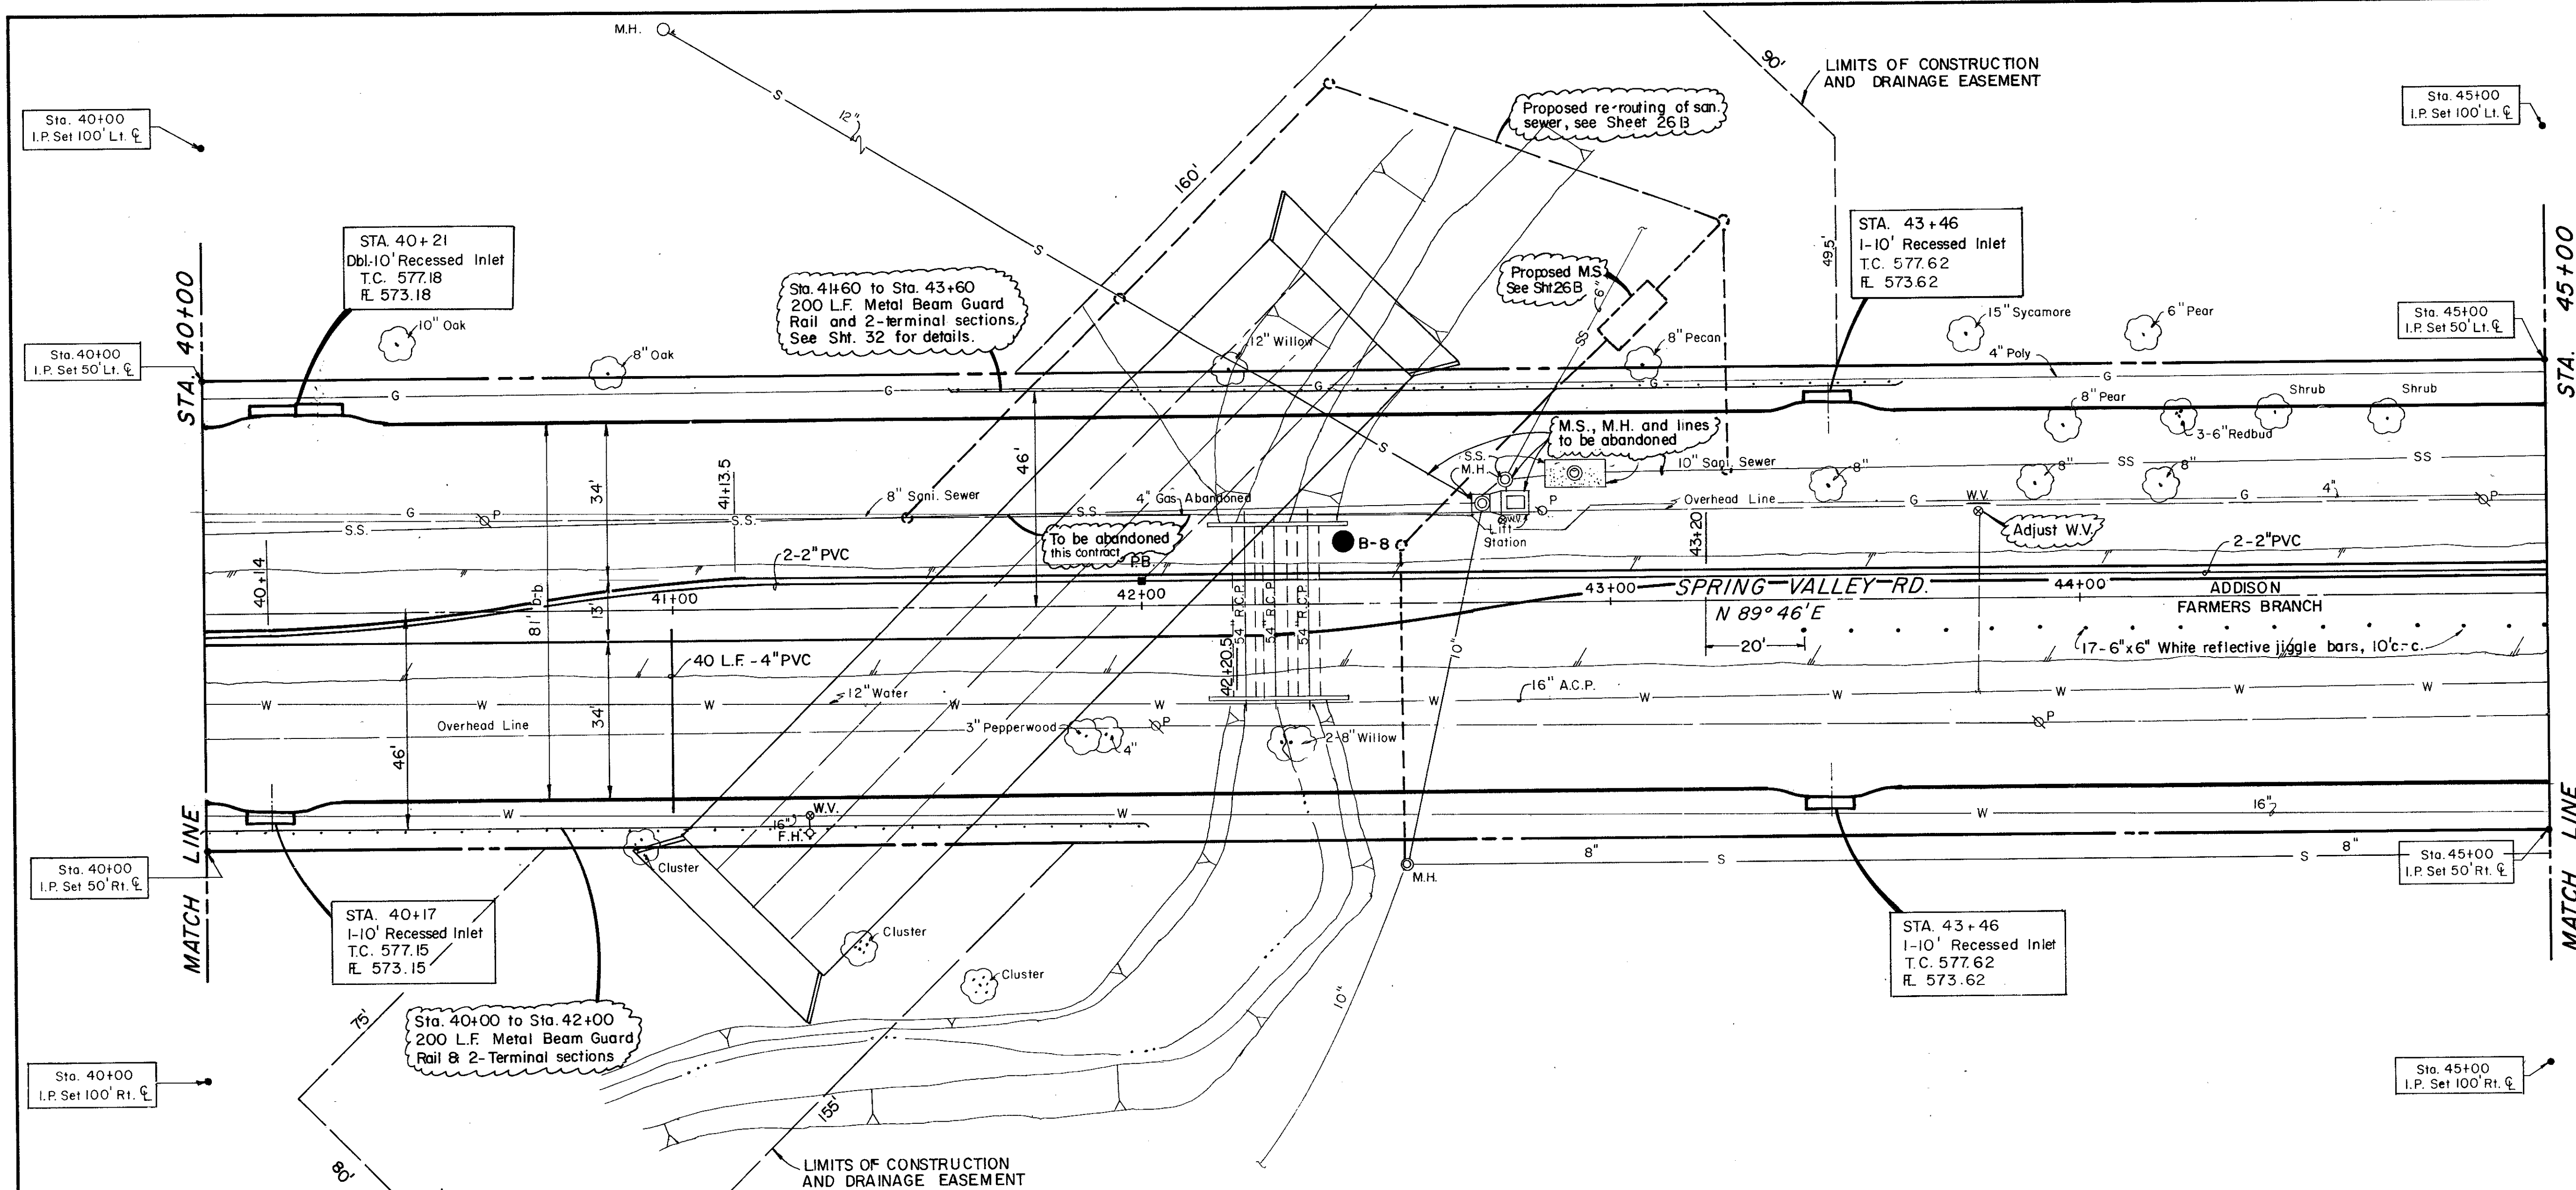 M.H.
S
12"
90'
LIMITS OF CONSTRUCTION
AND DRAINAGE EASEMENT
Sta. 40+00
I.P. Set 100' Lt. ℄
Sta. 45+00
I.P. Set 100' Lt. ℄
Proposed re-routing of san.
sewer, see Sheet 26B
160'
S
STA. 40+21
Dbl.-10' Recessed Inlet
T.C. 577.18
FL 573.18
Sta. 41+60 to Sta. 43+60
200 L.F. Metal Beam Guard
Rail and 2-terminal sections,
See Sht. 32 for details.
Proposed M.S.
See Sht 26B
6"
SS
49.5'
STA. 43+46
1-10' Recessed Inlet
T.C. 577.62
FL 573.62
STA. 40+00
STA. 45+00
10" Oak
8" Oak
12" Willow
8" Pecan
15" Sycamore
6" Pear
4" Poly
Sta. 40+00
I.P. Set 50' Lt. ℄
Sta. 45+00
I.P. Set 50' Lt. ℄
G
G
G
G
G
8" Pear
3-6" Redbud
Shrub
Shrub
M.S., M.H. and lines
to be abandoned
S
S.S.
M.H.
10" Sani. Sewer
SS
SS
34'
41+13.5
46'
8" Sani. Sewer
4" Gas Abandoned
8"
8"
8"
Overhead Line
W.V.
4"
G
G
G
P
S.S.
S.S.
S.S.
P
W.V.
Lift
Station
P
Adjust W.V.
To be abandoned
this contract
P.B.
B-8
40+14
2-2" PVC
43+20
2-2" PVC
81' b-b
13'
41+00
42+00
43+00
SPRING VALLEY RD.
44+00
ADDISON
FARMERS BRANCH
N 89° 46' E
54" R.C.P.
54" R.C.P.
54" R.C.P.
42+20.5
20'
17-6"x6" White reflective jiggle bars, 10' c.-c.
40 L.F. - 4" PVC
10"
12" Water
16" A.C.P.
W
W
W
W
W
W
W
W
W
W
W
Overhead Line
34'
46'
3" Pepperwood
4"
P
2-8" Willow
P
W
W.V.
16"
F.H.
W
W
16"
MATCH LINE
MATCH LINE
Cluster
Sta. 40+00
I.P. Set 50' Rt. ℄
M.H.
8"
S
S
8"
Sta. 45+00
I.P. Set 50' Rt. ℄
STA. 40+17
1-10' Recessed Inlet
T.C. 577.15
FL 573.15
Cluster
Cluster
STA. 43+46
1-10' Recessed Inlet
T.C. 577.62
FL 573.62
10"
75'
Sta. 40+00 to Sta. 42+00
200 L.F. Metal Beam Guard
Rail & 2-Terminal sections
Sta. 40+00
I.P. Set 100' Rt. ℄
Sta. 45+00
I.P. Set 100' Rt. ℄
155'
80'
LIMITS OF CONSTRUCTION
AND DRAINAGE EASEMENT